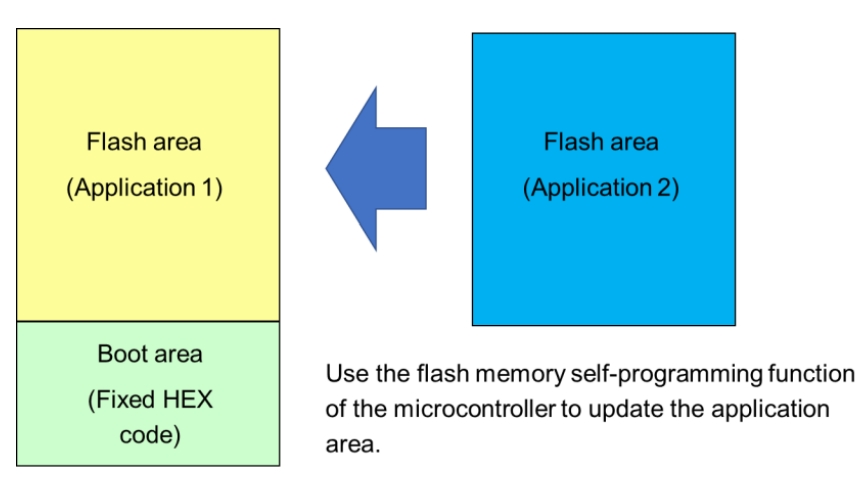 Flash area
(Application 1)
Flash area
(Application 2)
Boot area
(Fixed HEX
code)
Use the flash memory self-programming function
of the microcontroller to update the application
area.